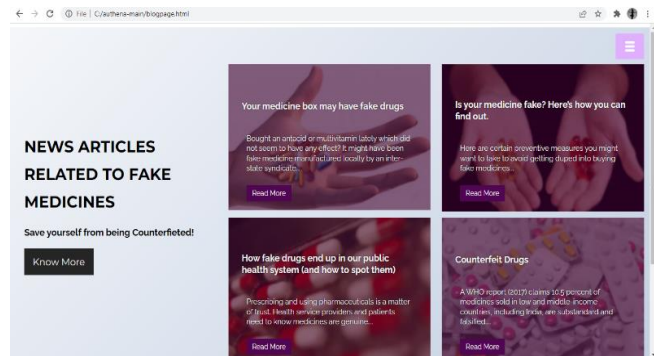 File | C:/authena-main/blogpage.html
NEWS ARTICLES
RELATED TO FAKE
MEDICINES
Save yourself from being Counterfieted!
Know More
Your medicine box may have fake drugs
Bought an antacid or multivitamin lately which did
not seem to have any effect? It might have been
fake medicine manufactured locally by an inter-
state syndicate...
Read More
Is your medicine fake? Here's how you can
find out.
Here are certain preventive measures you might
want to take to avoid getting duped into buying
fake medicines...
Read More
How fake drugs end up in our public
health system (and how to spot them)
Prescribing and using pharmaceuticals is a matter
of trust. Health service providers and patients
need to know medicines are genuine...
Read More
Counterfeit Drugs
A WHO report (2017) claims 10.5 percent of
medicines sold in low and middle-income
countries, including India, are substandard and
falsified...
Read More